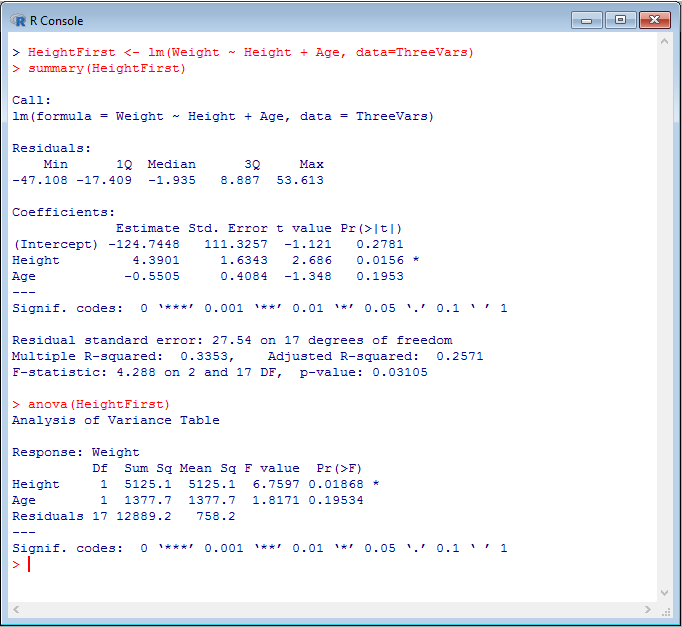 R Console
> HeightFirst <- lm(Weight ~ Height + Age, data=ThreeVars)
> summary(HeightFirst)
Call:
lm(formula = Weight ~ Height + Age, data = ThreeVars)
Residuals:
    Min      1Q  Median      3Q     Max
-47.108 -17.409  -1.935   8.887  53.613
Coefficients:
             Estimate Std. Error t value Pr(>|t|)
(Intercept) -124.7448   111.3257  -1.121   0.2781
Height         4.3901     1.6343   2.686   0.0156 *
Age           -0.5505     0.4084  -1.348   0.1953
---
Signif. codes:  0 ‘***’ 0.001 ‘**’ 0.01 ‘*’ 0.05 ‘.’ 0.1 ‘ ’ 1
Residual standard error: 27.54 on 17 degrees of freedom
Multiple R-squared:  0.3353,    Adjusted R-squared:  0.2571
F-statistic: 4.288 on 2 and 17 DF,  p-value: 0.03105
> anova(HeightFirst)
Analysis of Variance Table
Response: Weight
          Df  Sum Sq Mean Sq F value  Pr(>F)
Height     1  5125.1  5125.1  6.7597 0.01868 *
Age        1  1377.7  1377.7  1.8171 0.19534
Residuals 17 12889.2   758.2
---
Signif. codes:  0 ‘***’ 0.001 ‘**’ 0.01 ‘*’ 0.05 ‘.’ 0.1 ‘ ’ 1
>